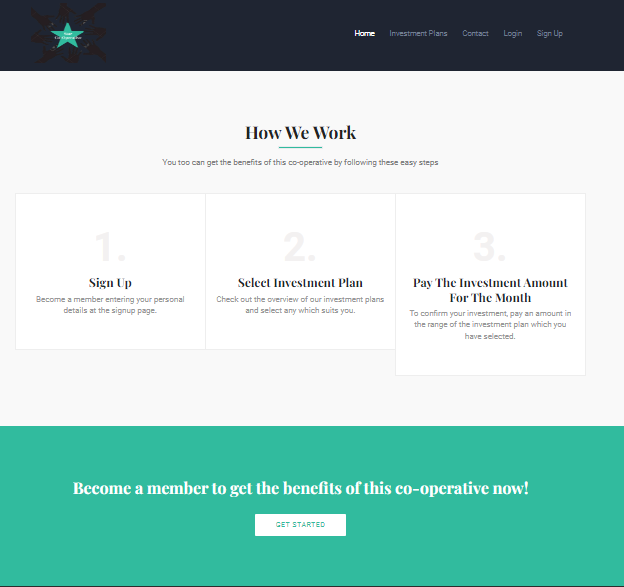 Home Investment Plans Contact Login Sign Up
How We Work
You too can get the benefits of this co-operative by following these easy steps
1.
Sign Up
Become a member entering your personal
details at the signup page.
2.
Select Investment Plan
Check out the overview of our investment plans
and select any which suits you.
3.
Pay The Investment Amount
For The Month
To confirm your investment, pay an amount in
the range of the investment plan which you
have selected.
Become a member to get the benefits of this co-operative now!
GET STARTED